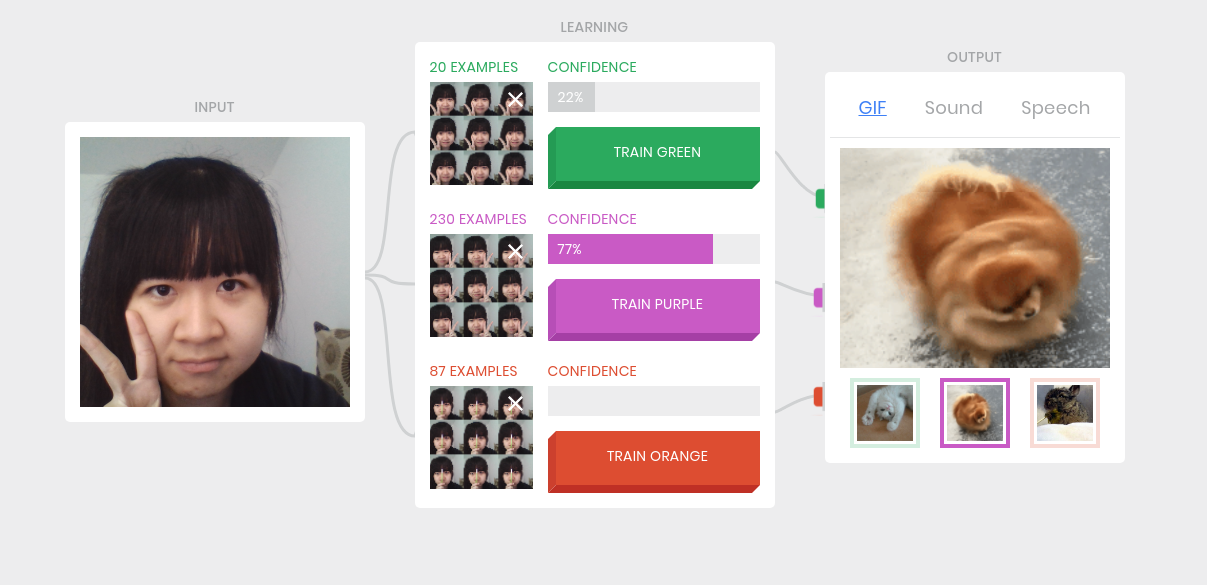 LEARNING
OUTPUT
INPUT
20 EXAMPLES
CONFIDENCE
22%
TRAIN GREEN
230 EXAMPLES
CONFIDENCE
77%
TRAIN PURPLE
87 EXAMPLES
CONFIDENCE
TRAIN ORANGE
GIF Sound Speech